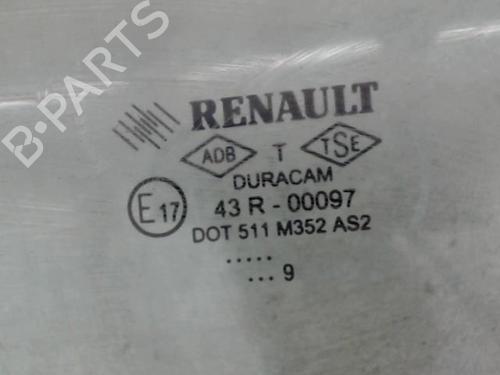 B-PARTS
RENAULT
ADB T TSE
DURACAM
E17 43 R - 00097
DOT 511 M352 AS2
.....
... 9